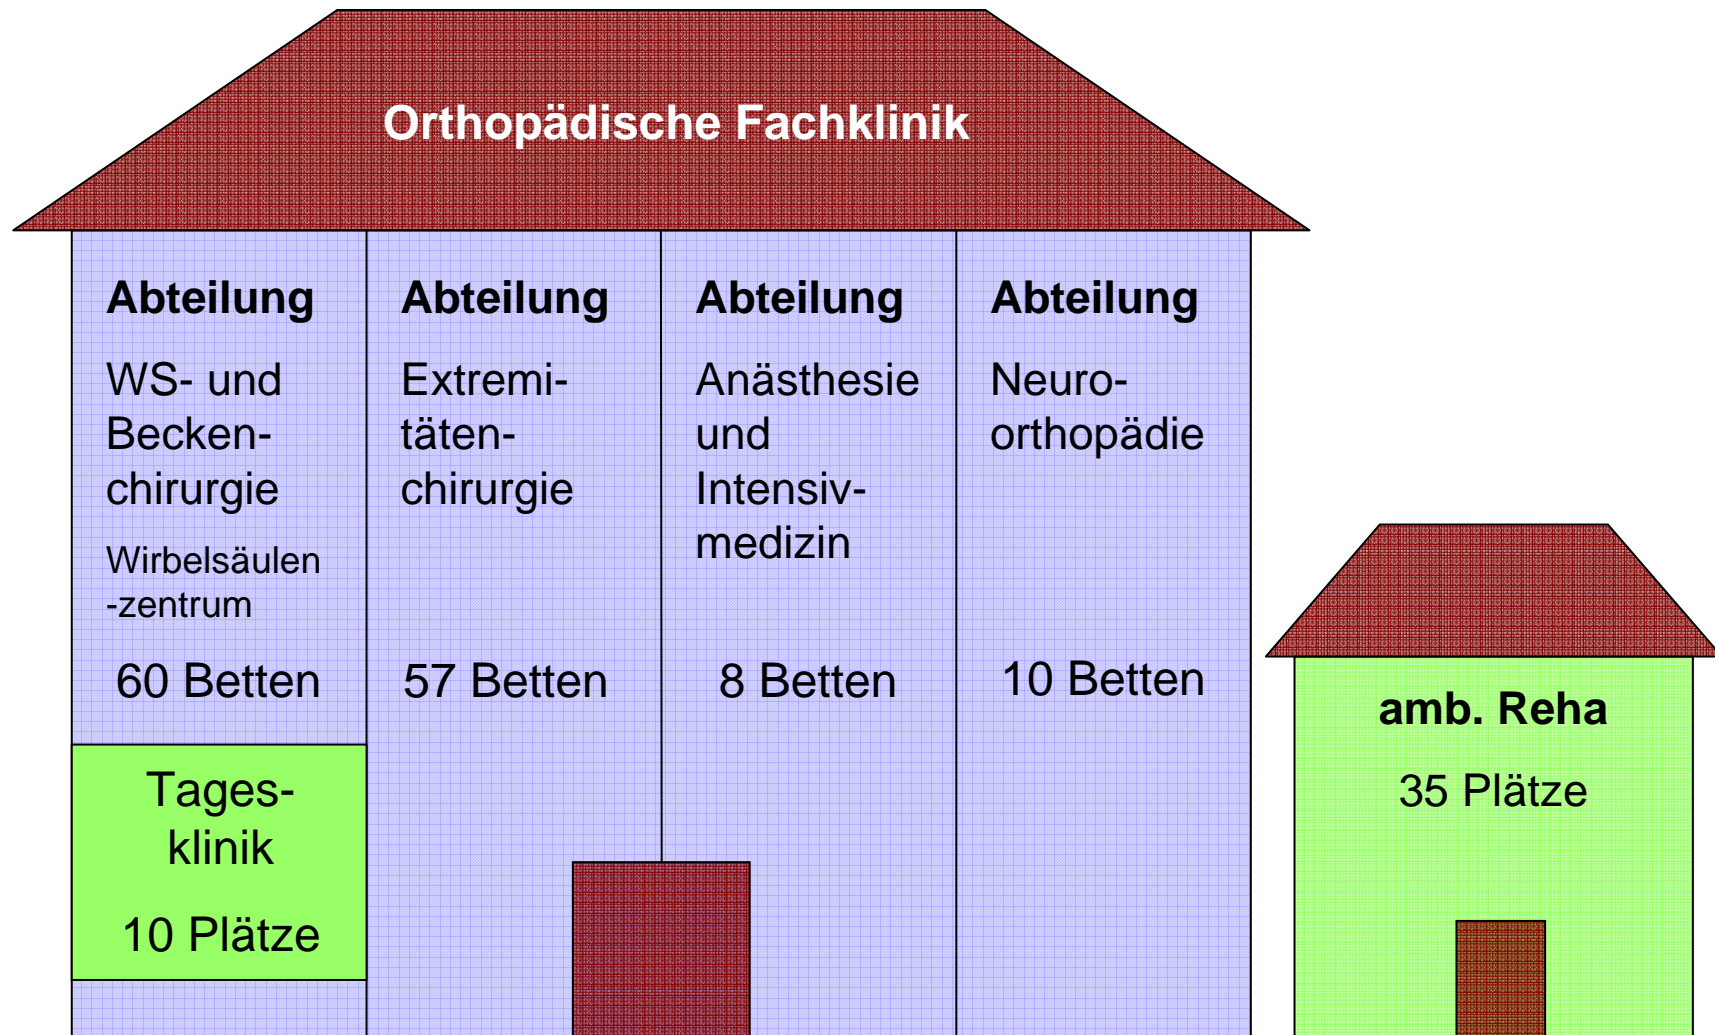 Orthopädische Fachklinik
Abteilung
WS- und
Becken-
chirurgie
Wirbelsäulen
-zentrum
60 Betten
Tages-
klinik
10 Plätze
Abteilung
Extremi-
täten-
chirurgie
57 Betten
Abteilung
Anästhesie
und
Intensiv-
medizin
8 Betten
Abteilung
Neuro-
orthopädie
10 Betten
amb. Reha
35 Plätze